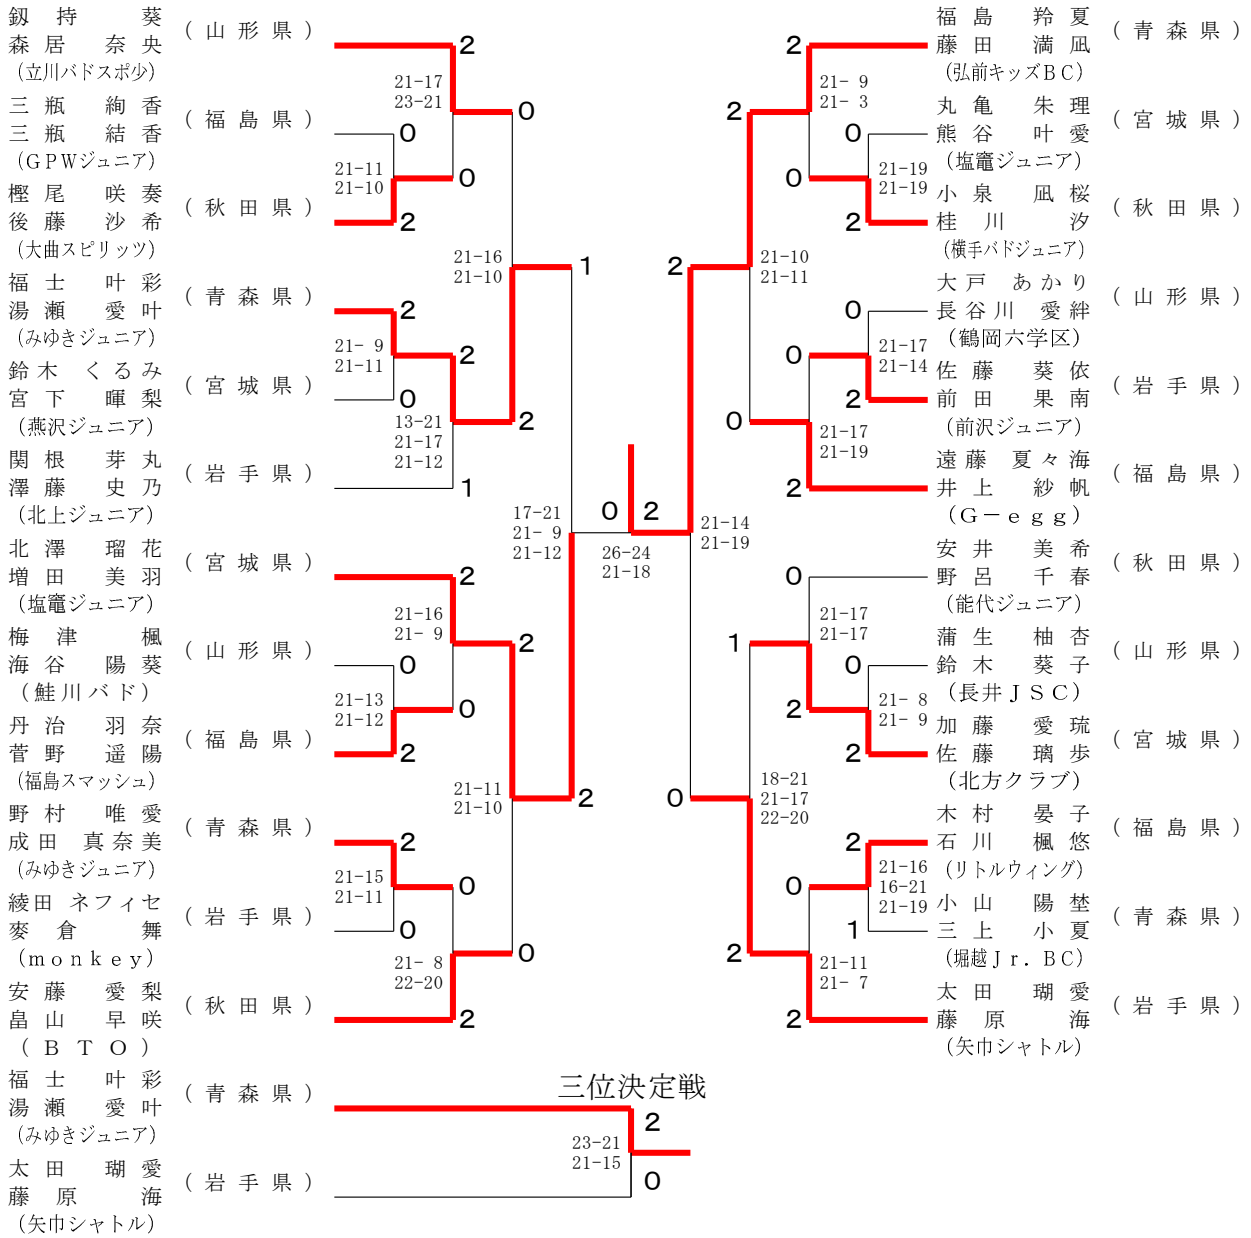 釼持 葵
森居 奈央
(立川バドスポ少)
(山形県)
三瓶 絢香
三瓶 結香
(GPWジュニア)
(福島県)
樫尾 咲奏
後藤 沙希
(大曲スピリッツ)
(秋田県)
福士 叶彩
湯瀬 愛叶
(みゆきジュニア)
(青森県)
鈴木 くるみ
宮下 暉梨
(燕沢ジュニア)
(宮城県)
関根 芽丸
澤藤 史乃
(北上ジュニア)
(岩手県)
北澤 瑠花
増田 美羽
(塩竈ジュニア)
(宮城県)
梅津 楓
海谷 陽葵
(鮭川バド)
(山形県)
丹治 羽奈
菅野 遥陽
(福島スマッシュ)
(福島県)
野村 唯愛
成田 真奈美
(みゆきジュニア)
(青森県)
綾田 ネフィセ
麥倉 舞
(monkey)
(岩手県)
安藤 愛梨
畠山 早咲
(BTO)
(秋田県)
2
21-17
23-21
0
0
21-11
21-10
0
2
21-16
21-10
1
2
21- 9
21-11
2
0
13-21
21-17
21-12
2
1
17-21
21- 9
21-12
2
21-16
21- 9
2
0
21-13
21-12
0
2
21-11
21-10
2
2
21-15
21-11
0
0
21- 8
22-20
0
2
0 2
26-24
21-18
福島 羚夏
藤田 満凪
(弘前キッズBC)
(青森県)
丸亀 朱理
熊谷 叶愛
(塩竈ジュニア)
(宮城県)
小泉 凪桜
桂川 汐
(横手バドジュニア)
(秋田県)
大戸 あかり
長谷川 愛絆
(鶴岡六学区)
(山形県)
佐藤 葵依
前田 果南
(前沢ジュニア)
(岩手県)
遠藤 夏々海
井上 紗帆
(G-egg)
(福島県)
安井 美希
野呂 千春
(能代ジュニア)
(秋田県)
蒲生 柚杏
鈴木 葵子
(長井JSC)
(山形県)
加藤 愛琉
佐藤 璃歩
(北方クラブ)
(宮城県)
木村 晏子
石川 楓悠
(リトルウィング)
(福島県)
小山 陽埜
三上 小夏
(堀越Jr.BC)
(青森県)
太田 瑚愛
藤原 海
(矢巾シャトル)
(岩手県)
2
21- 9
21- 3
2
0
21-19
21-19
0
2
2
21-10
21-11
0
21-17
21-14
0
2
0
21-17
21-19
2
21-14
21-19
0
21-17
21-17
1
0
21- 8
21- 9
2
2
0
18-21
21-17
22-20
2
21-16
16-21
21-19
0
1
2
21-11
21- 7
2
三位決定戦
福士 叶彩
湯瀬 愛叶
(みゆきジュニア)
(青森県)
太田 瑚愛
藤原 海
(矢巾シャトル)
(岩手県)
2
23-21
21-15
0